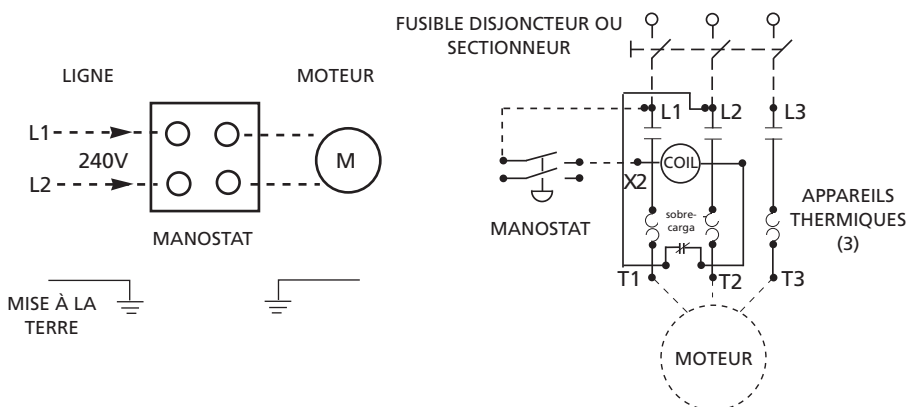 LIGNE
MOTEUR
L1
240V
L2
M
MANOSTAT
MISE À LA
TERRE
FUSIBLE DISJONCTEUR OU
SECTIONNEUR
L1
L2
L3
COIL
X2
MANOSTAT
sobre-
carga
APPAREILS
THERMIQUES
(3)
T1
T2
T3
MOTEUR